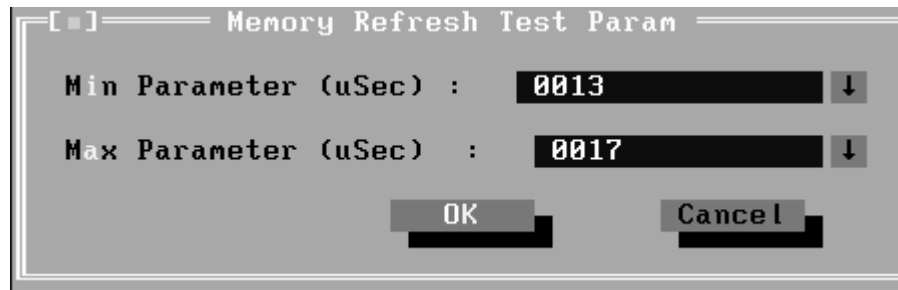 [■] Memory Refresh Test Param
Min Parameter (uSec) : 0013 ↓
Max Parameter (uSec) : 0017 ↓
OK Cancel